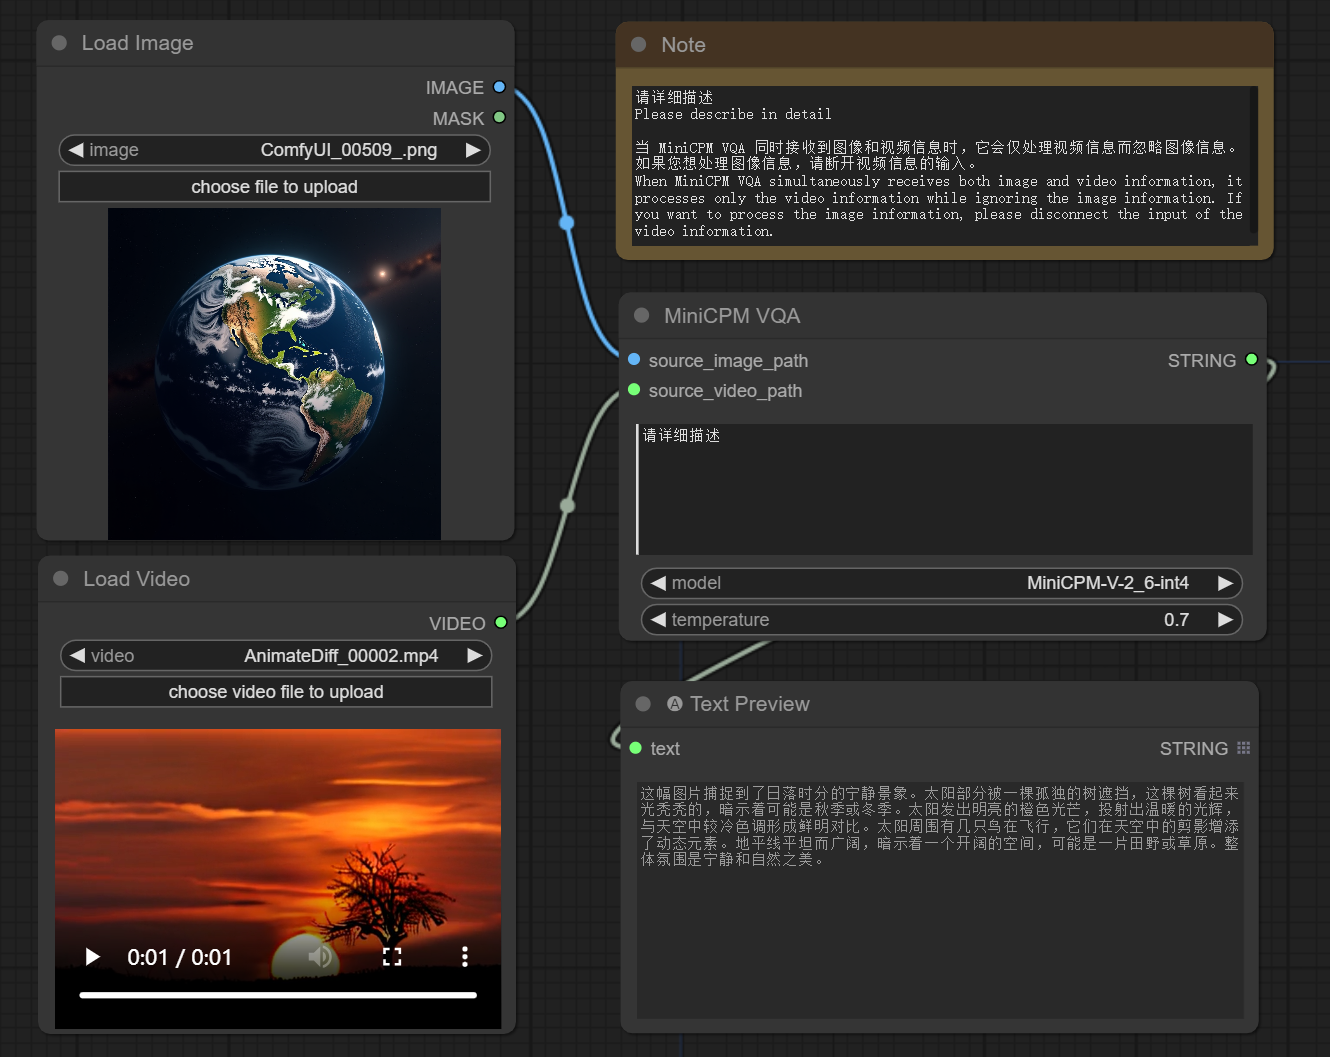 Load Image
IMAGE
MASK
image ComfyUI_00509_.png
choose file to upload
Load Video
VIDEO
video AnimateDiff_00002.mp4
choose video file to upload
0:01 / 0:01
Note
请详细描述
Please describe in detail
当 MiniCPM VQA 同时接收到图像和视频信息时，它会仅处理视频信息而忽略图像信息。
如果您想处理图像信息，请断开视频信息的输入。
When MiniCPM VQA simultaneously receives both image and video information, it
processes only the video information while ignoring the image information. If
you want to process the image information, please disconnect the input of the
video information.
MiniCPM VQA
source_image_path STRING
source_video_path
请详细描述
model MiniCPM-V-2_6-int4
temperature 0.7
A Text Preview
text STRING
这幅图片捕捉到了日落时分的宁静景象。太阳部分被一棵孤独的树遮挡，这棵树看起来
光秃秃的，暗示着可能是秋季或冬季。太阳发出明亮的橙色光芒，投射出温暖的光辉，
与天空中较冷色调形成鲜明对比。太阳周围有几只鸟在飞行，它们在天空中的剪影增添
了动态元素。地平线平坦而广阔，暗示着一个开阔的空间，可能是一片田野或草原。整
体氛围是宁静和自然之美。